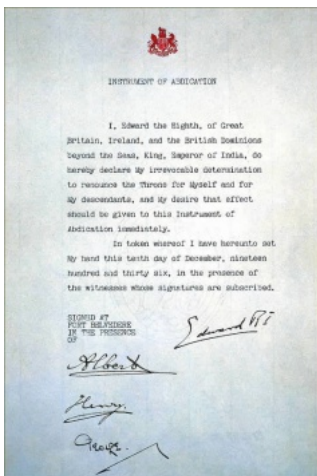 INSTRUMENT OF ABDICATION
I, Edward the Eighth, of Great
Britain, Ireland, and the British Dominions
beyond the Seas, King, Emperor of India, do
hereby declare My irrevocable determination
to renounce the Throne for Myself and for
My descendants, and My desire that effect
should be given to this Instrument of
Abdication immediately.
In token whereof I have hereunto set
My hand this tenth day of December, nineteen
hundred and thirty six, in the presence of
the witnesses whose signatures are subscribed.
SIGNED AT
FORT BELVEDERE
IN THE PRESENCE
OF
Edward RI
Albert
Henry.
George.